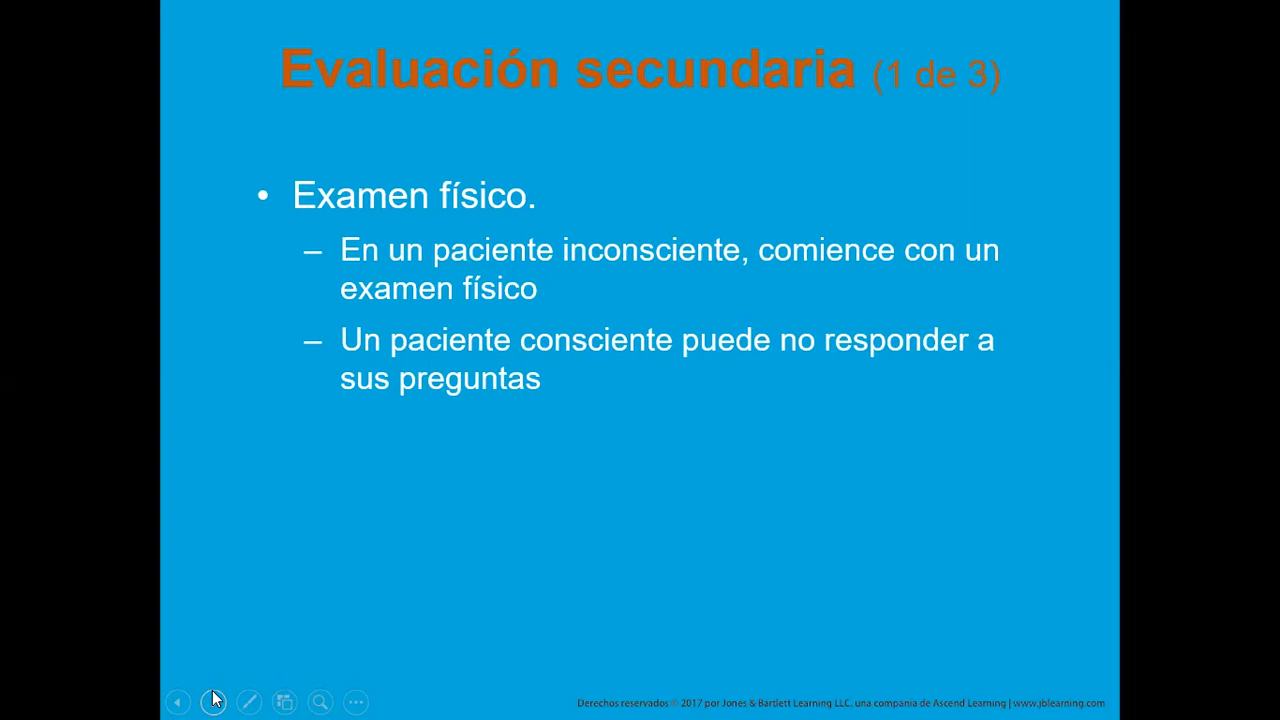 Evaluación secundaria (1 de 3)
• Examen físico.
– En un paciente inconsciente, comience con un
examen físico
– Un paciente consciente puede no responder a
sus preguntas
Derechos reservados © 2017 por Jones & Bartlett Learning LLC, una compania de Ascend Learning | www.jblearning.com